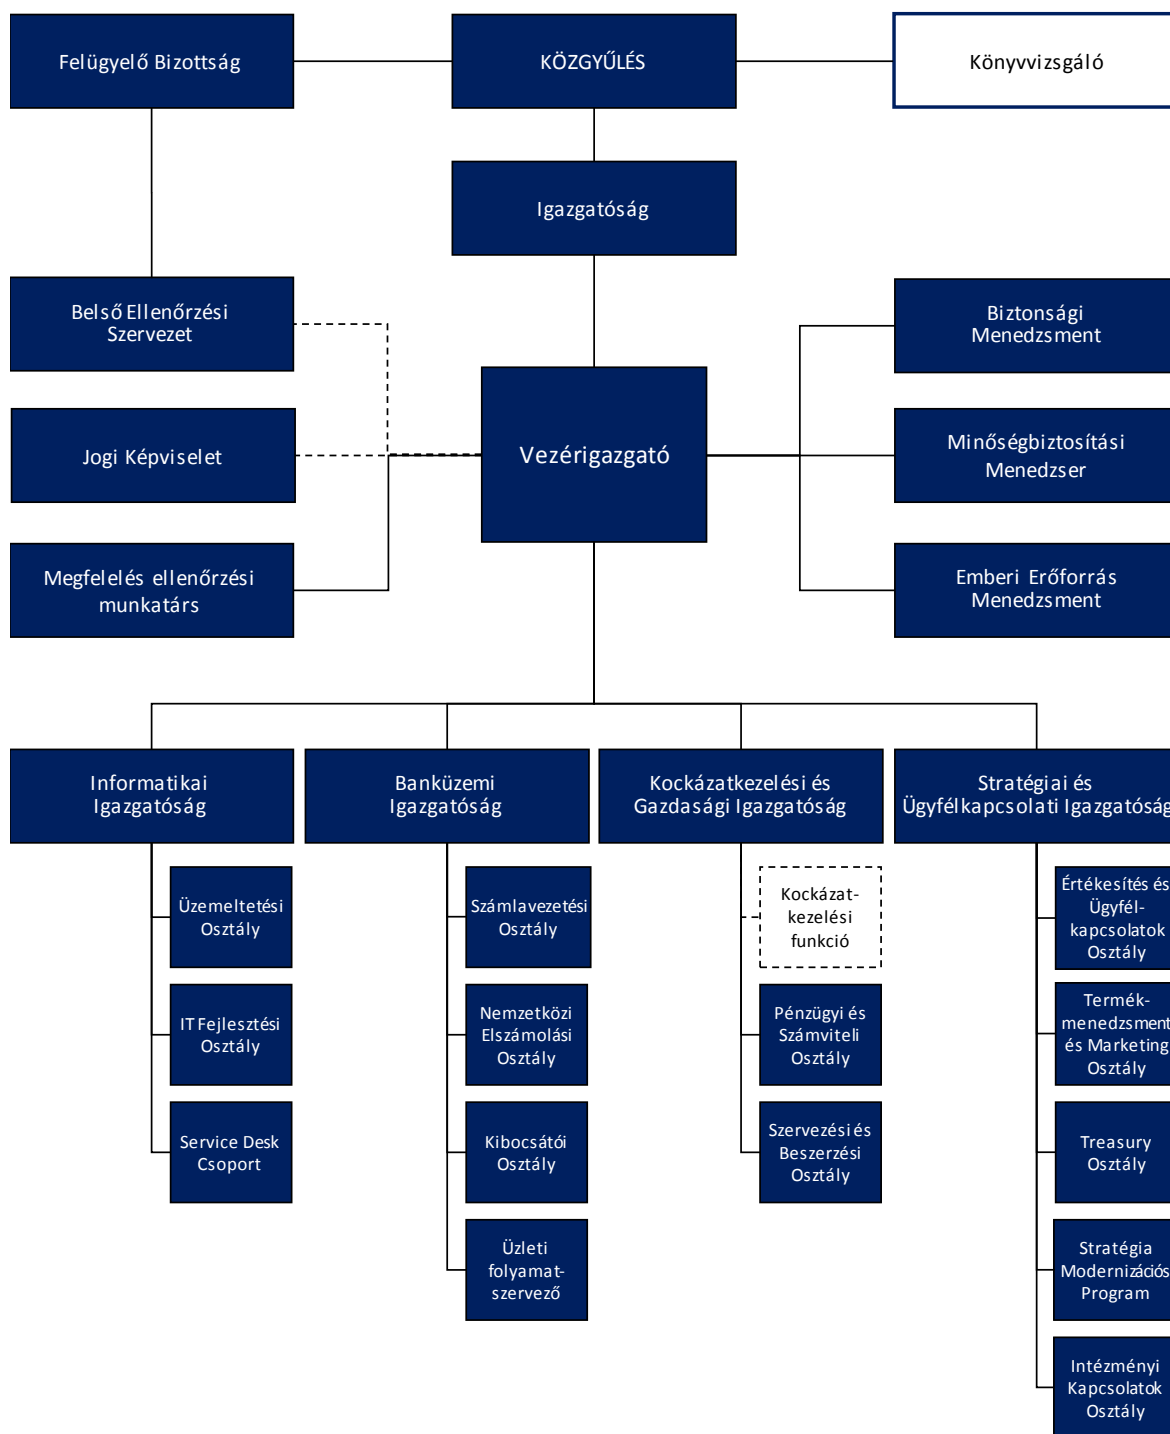 Felügyelő Bizottság
KÖZGYŰLÉS
Könyvvizsgáló
Igazgatóság
Belső Ellenőrzési
Szervezet
Biztonsági
Menedzsment
Jogi Képviselet
Vezérigazgató
Minőségbiztosítási
Menedzser
Megfelelés ellenőrzési
munkatárs
Emberi Erőforrás
Menedzsment
Informatikai
Igazgatóság
Banküzemi
Igazgatóság
Kockázatkezelési és
Gazdasági Igazgatóság
Stratégiai és
Ügyfélkapcsolati Igazgatóság
Üzemeltetési
Osztály
Számlavezetési
Osztály
Kockázat-
kezelési
funkció
Értékesítés és
Ügyfél-
kapcsolatok
Osztály
IT Fejlesztési
Osztály
Nemzetközi
Elszámolási
Osztály
Pénzügyi és
Számviteli
Osztály
Termék-
menedzsment
és Marketing
Osztály
Service Desk
Csoport
Kibocsátói
Osztály
Szervezési és
Beszerzési
Osztály
Treasury
Osztály
Üzleti
folyamat-
szervező
Stratégia
Modernizációs
Program
Intézményi
Kapcsolatok
Osztály